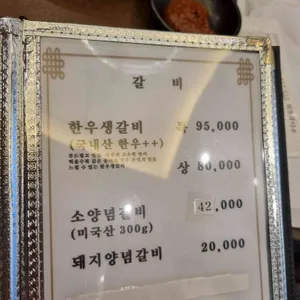 갈 비
한우생갈비 특 95,000
(국내산 한우++)
상 80,000
소양념갈비 42,000
(미국산 300g)
돼지양념갈비 20,000